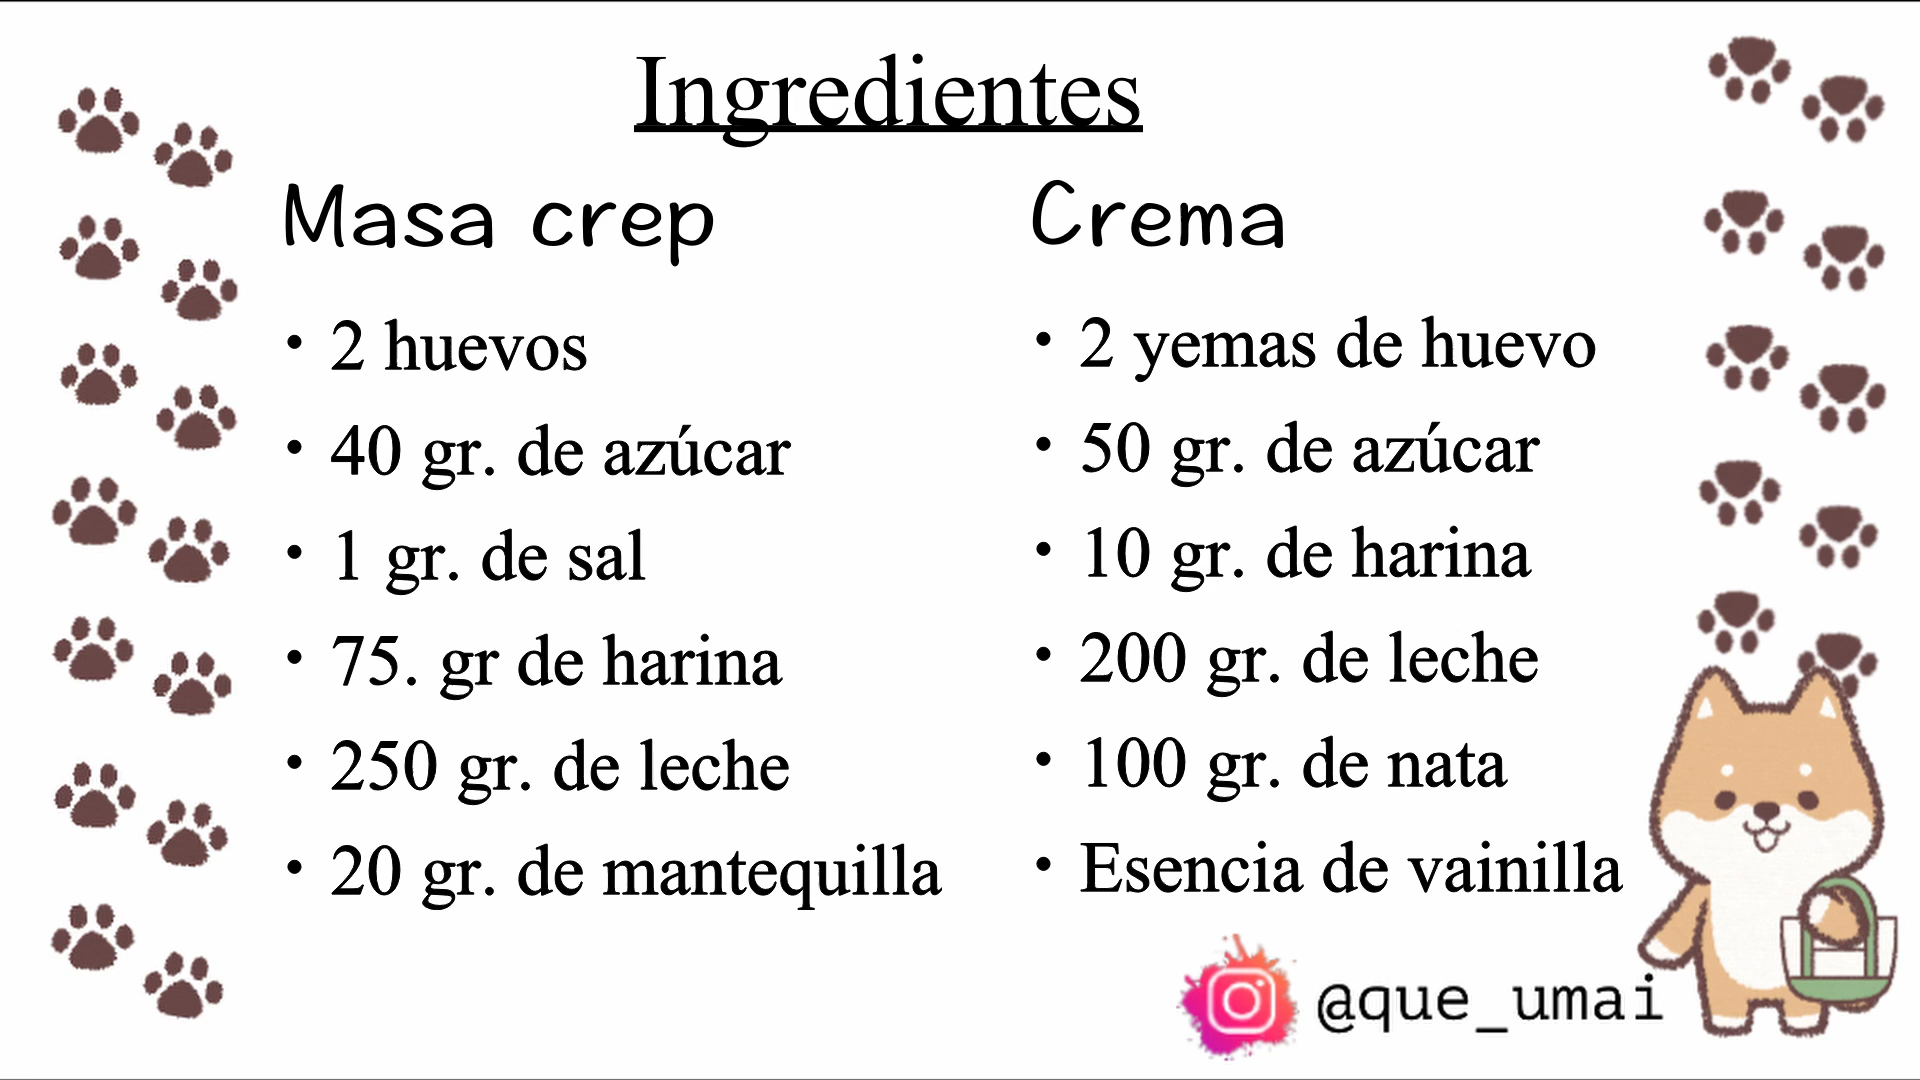 Ingredientes
Masa crep
• 2 huevos
• 40 gr. de azúcar
• 1 gr. de sal
• 75. gr de harina
• 250 gr. de leche
• 20 gr. de mantequilla
Crema
• 2 yemas de huevo
• 50 gr. de azúcar
• 10 gr. de harina
• 200 gr. de leche
• 100 gr. de nata
• Esencia de vainilla
@que_umai